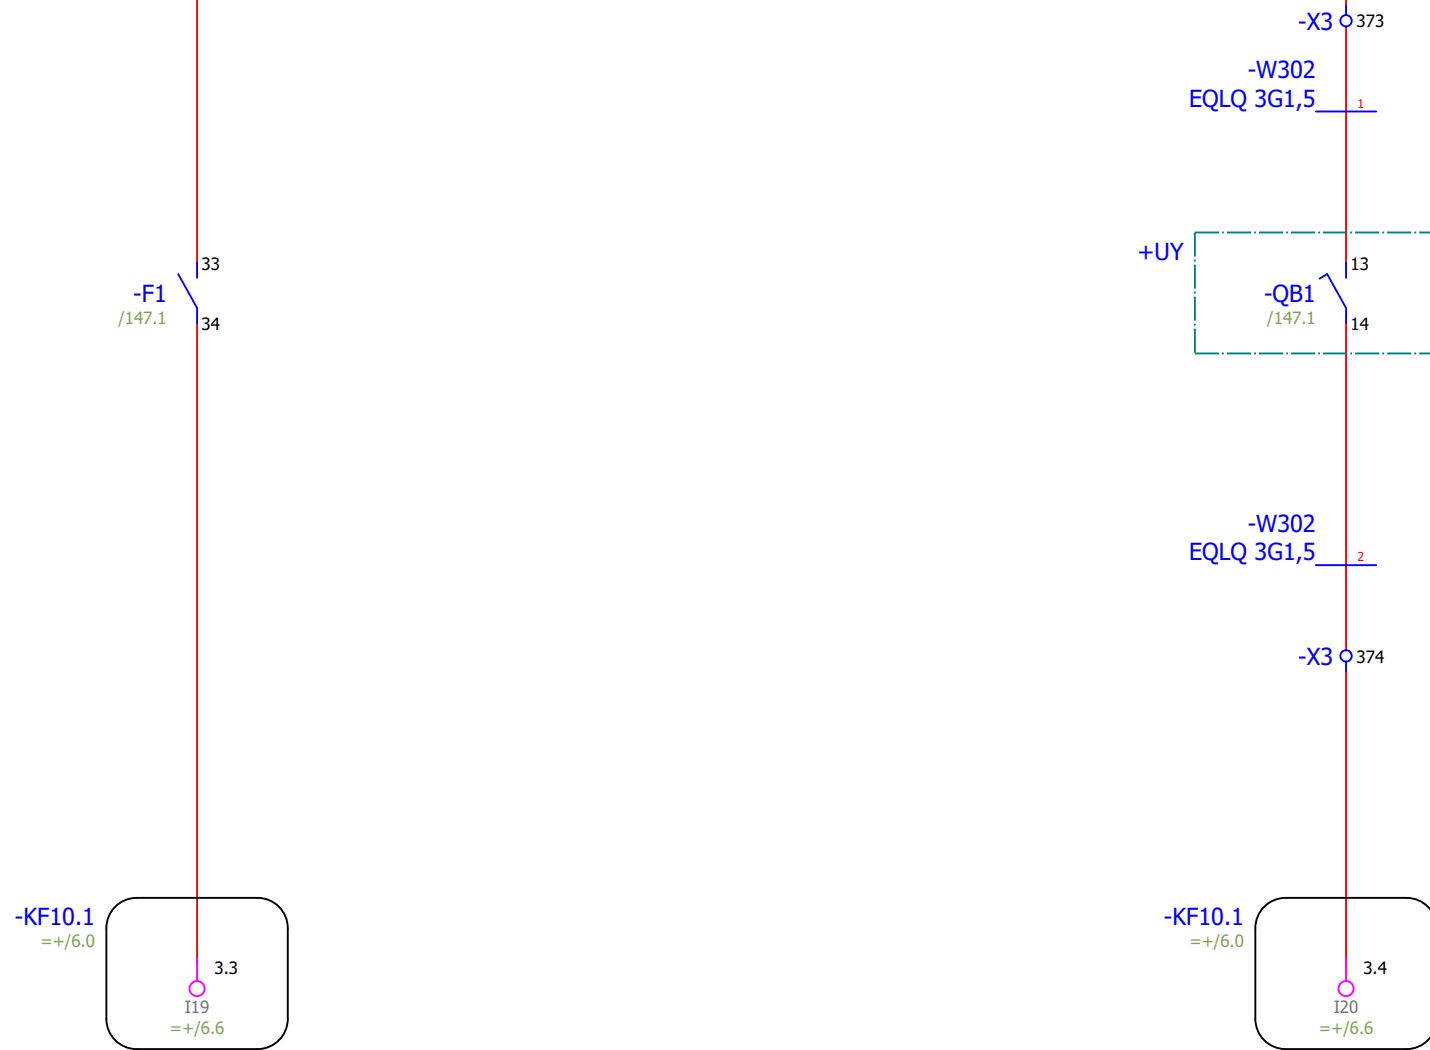 -X3 373
-W302
EQLQ 3G1,5 1
33
-F1
/147.1
34
+UY
13
-QB1
/147.1
14
-W302
EQLQ 3G1,5 2
-X3 374
-KF10.1
=+/6.0
3.3
I19
=+/6.6
-KF10.1
=+/6.0
3.4
I20
=+/6.6